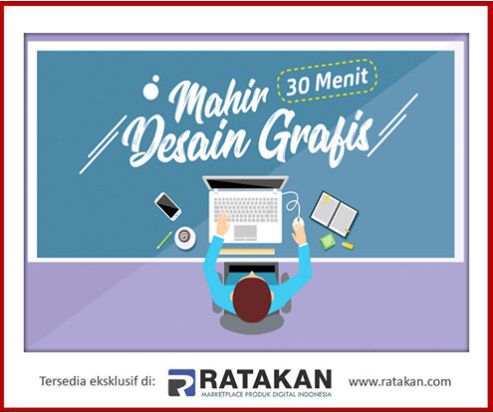 Mahir
30 Menit
Desain Grafis
Tersedia eksklusif di: RATAKAN www.ratakan.com
MARKETPLACE PRODUK DIGITAL INDONESIA